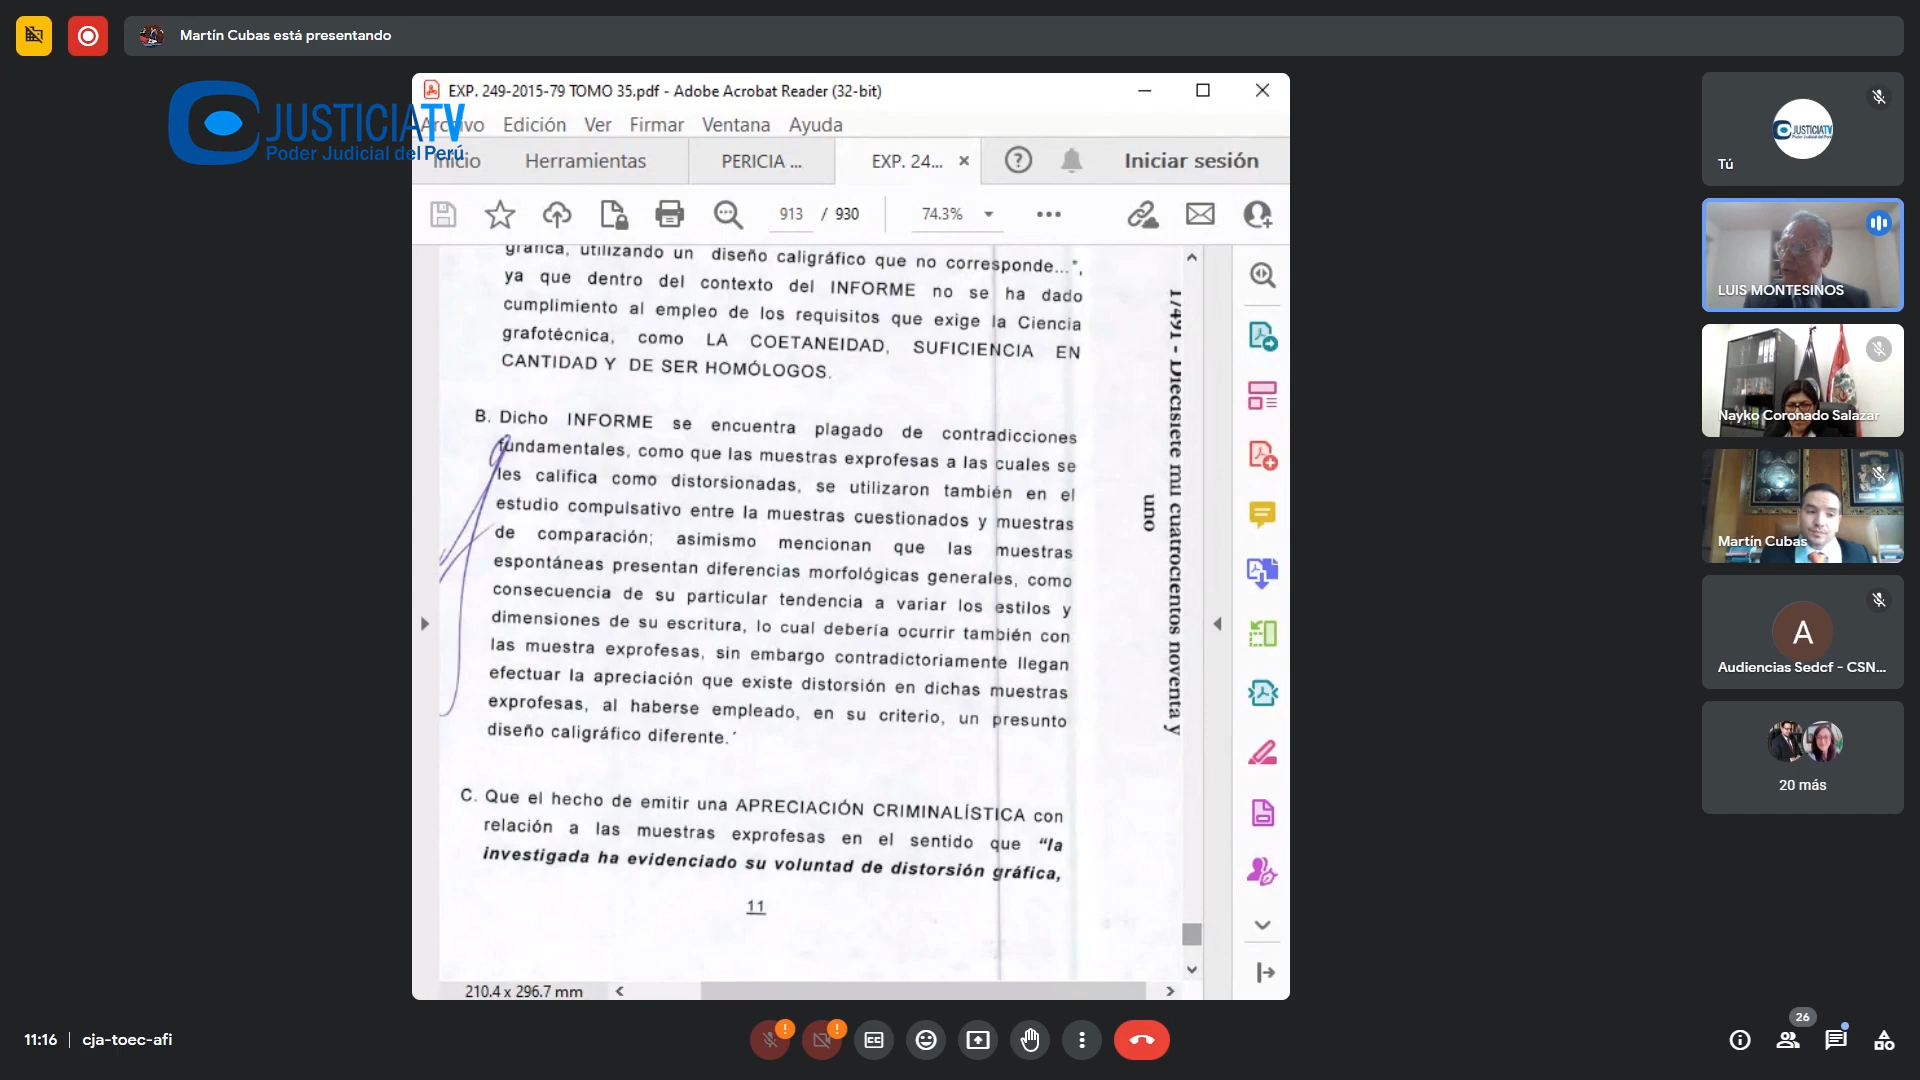 Martín Cubas está presentando
JUSTICIATV
Poder Judicial del Perú
EXP. 249-2015-79 TOMO 35.pdf - Adobe Acrobat Reader (32-bit)
Archivo Edición Ver Firmar Ventana Ayuda
Inicio Herramientas PERICIA ... EXP. 24... Iniciar sesión
913 / 930 74.3%
gráfica, utilizando un diseño caligráfico que no corresponde...",
ya que dentro del contexto del INFORME no se ha dado
cumplimiento al empleo de los requisitos que exige la Ciencia
grafotécnica, como LA COETANEIDAD, SUFICIENCIA EN
CANTIDAD Y DE SER HOMÓLOGOS.
B. Dicho INFORME se encuentra plagado de contradicciones
fundamentales, como que las muestras exprofesas a las cuales se
les califica como distorsionadas, se utilizaron también en el
estudio compulsativo entre la muestras cuestionados y muestras
de comparación; asimismo mencionan que las muestras
espontáneas presentan diferencias morfológicas generales, como
consecuencia de su particular tendencia a variar los estilos y
dimensiones de su escritura, lo cual debería ocurrir también con
las muestra exprofesas, sin embargo contradictoriamente llegan
efectuar la apreciación que existe distorsión en dichas muestras
exprofesas, al haberse empleado, en su criterio, un presunto
diseño caligráfico diferente.´
C. Que el hecho de emitir una APRECIACIÓN CRIMINALÍSTICA con
relación a las muestras exprofesas en el sentido que "la
investigada ha evidenciado su voluntad de distorsión gráfica,
11
17491 - Diecisiete mil cuatrocientos noventa y
uno
210.4 x 296.7 mm
JUSTICIATV
Poder Judicial del Perú
Tú
LUIS MONTESINOS
Nayko Coronado Salazar
Martín Cubas
A
Audiencias Sedcf - CSN...
20 más
11:16 cja-toec-afi
26